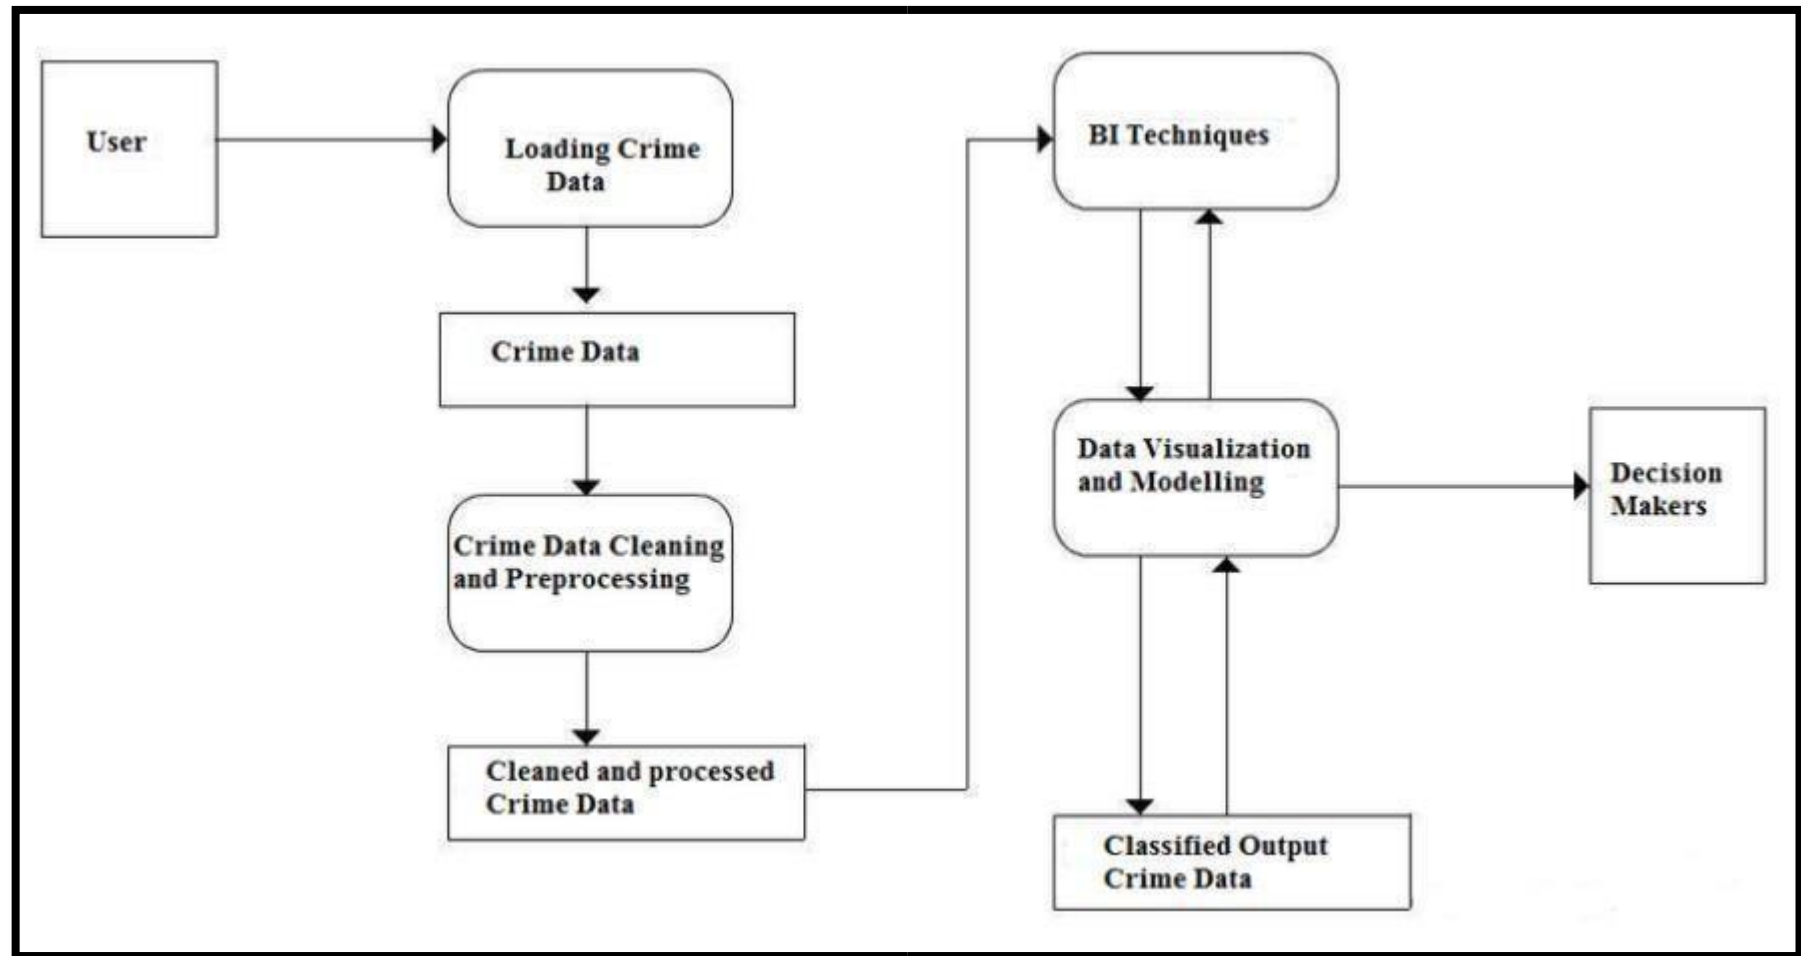 User
Loading Crime
Data
Crime Data
Crime Data Cleaning
and Preprocessing
Cleaned and processed
Crime Data
BI Techniques
Data Visualization
and Modelling
Classified Output
Crime Data
Decision
Makers